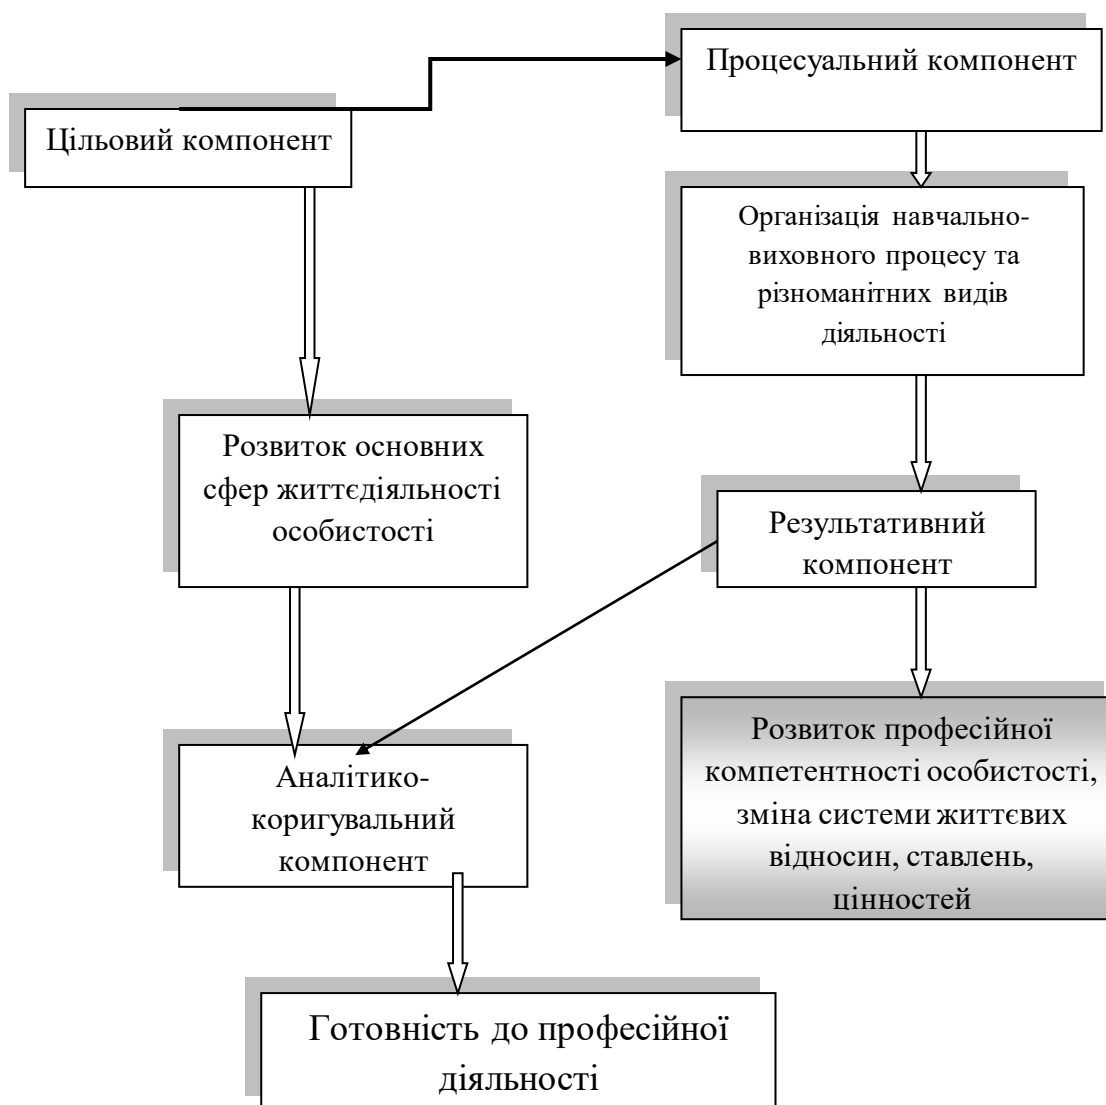 Процесуальний компонент
Цільовий компонент
Організація навчально-
виховного процесу та
різноманітних видів
діяльності
Розвиток основних
сфер життєдіяльності
особистості
Результативний
компонент
Аналітико-
коригувальний
компонент
Розвиток професійної
компетентності особистості,
зміна системи життєвих
відносин, ставлень,
цінностей
Готовність до професійної
діяльності